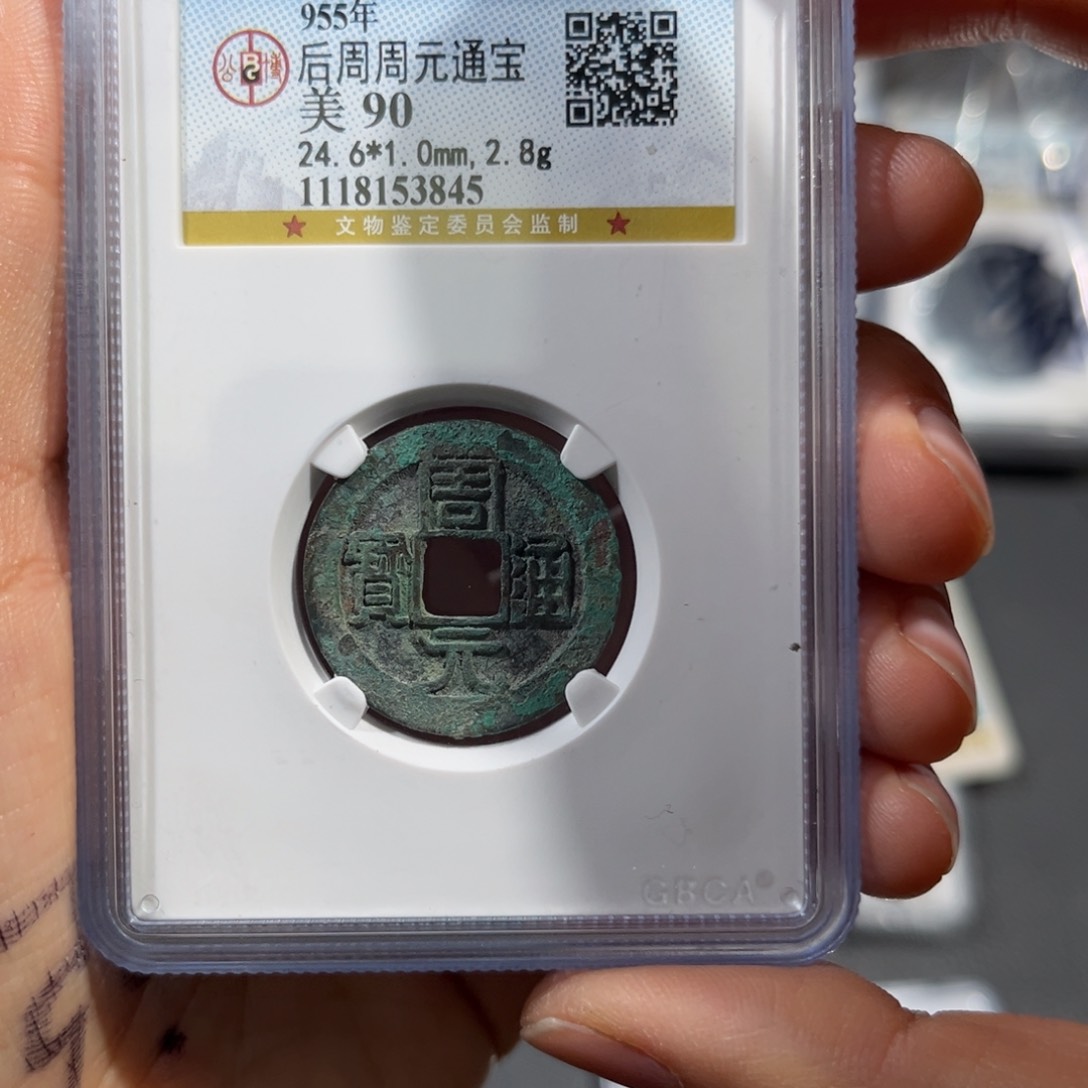 955年
后周周元通宝
美 90
24.6*1.0mm,2.8g
1118153845
★ 文物鉴定委员会监制 ★
周元通寶
GBCA®